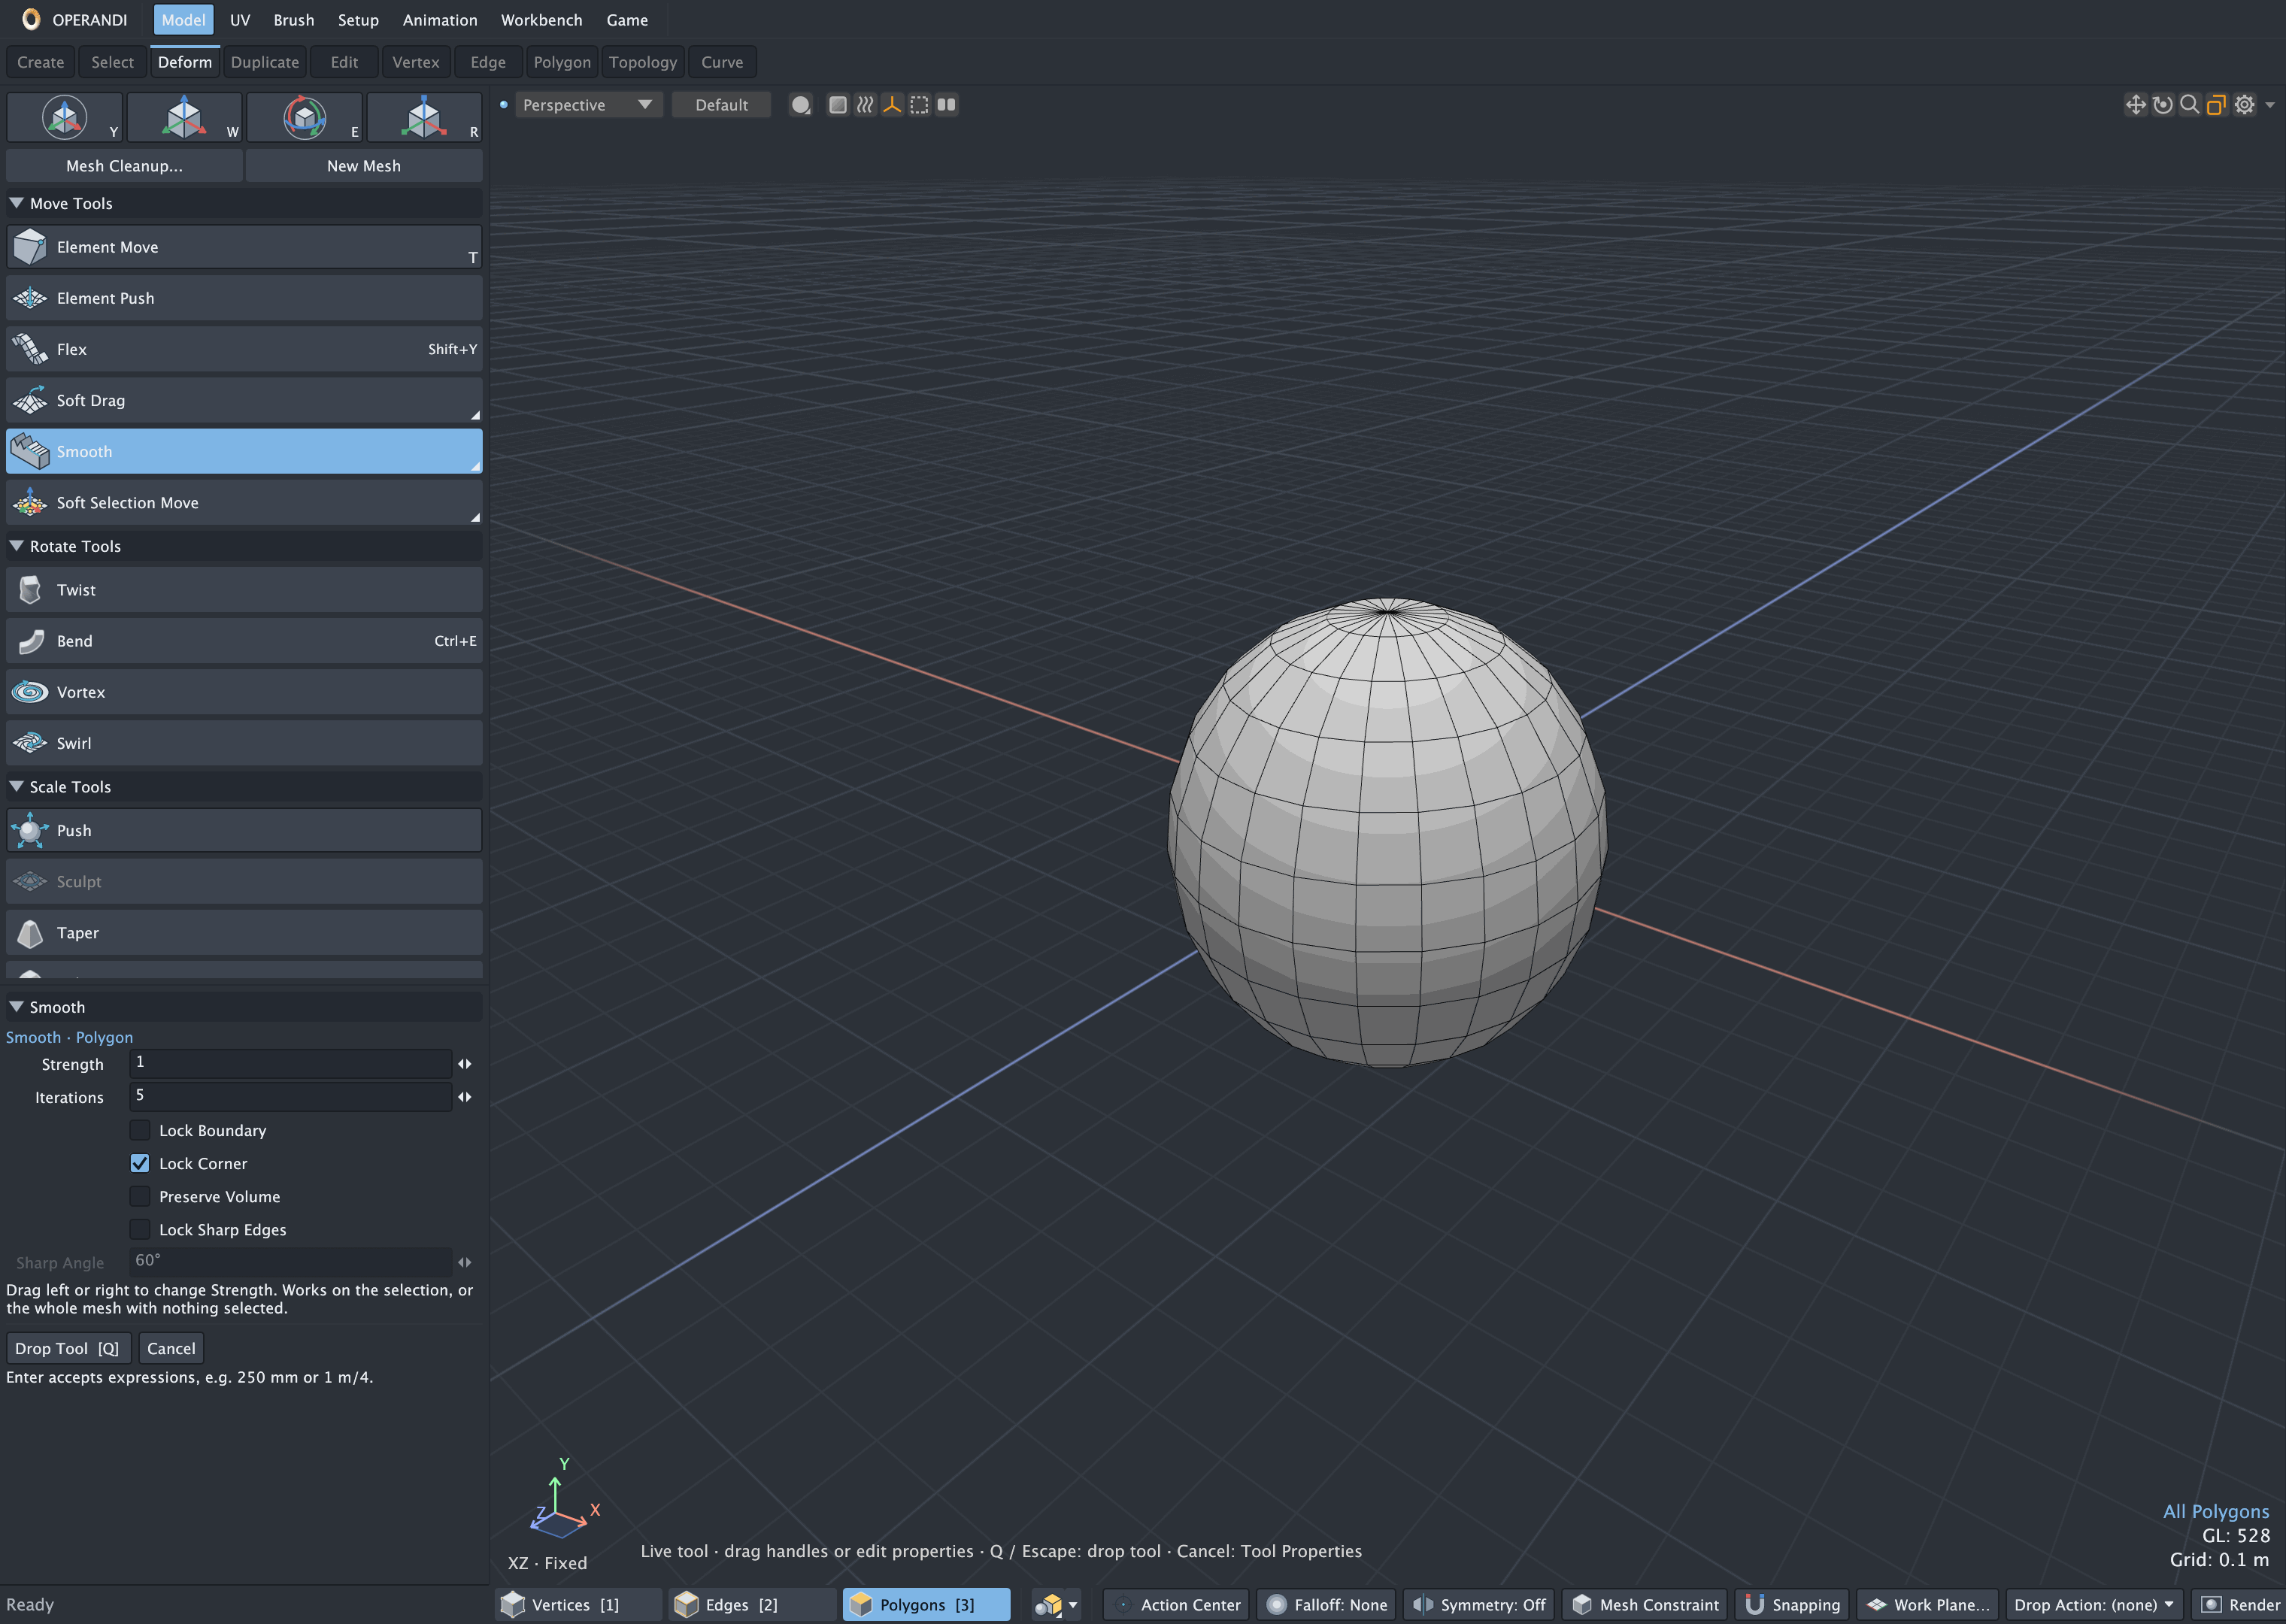 OPERANDI Model UV Brush Setup Animation Workbench Game
Create Select Deform Duplicate Edit Vertex Edge Polygon Topology Curve
Y W E R
Perspective Default
Mesh Cleanup... New Mesh
Move Tools
Element Move T
Element Push
Flex Shift+Y
Soft Drag
Smooth
Soft Selection Move
Rotate Tools
Twist
Bend Ctrl+E
Vortex
Swirl
Scale Tools
Push
Sculpt
Taper
Smooth
Smooth · Polygon
Strength 1
Iterations 5
Lock Boundary
Lock Corner
Preserve Volume
Lock Sharp Edges
Sharp Angle 60°
Drag left or right to change Strength. Works on the selection, or
the whole mesh with nothing selected.
Drop Tool [Q] Cancel
Enter accepts expressions, e.g. 250 mm or 1 m/4.
Y
Z X
XZ · Fixed
Live tool · drag handles or edit properties · Q / Escape: drop tool · Cancel: Tool Properties
All Polygons
GL: 528
Grid: 0.1 m
Ready Vertices [1] Edges [2] Polygons [3] Action Center Falloff: None Symmetry: Off Mesh Constraint Snapping Work Plane... Drop Action: (none) Render